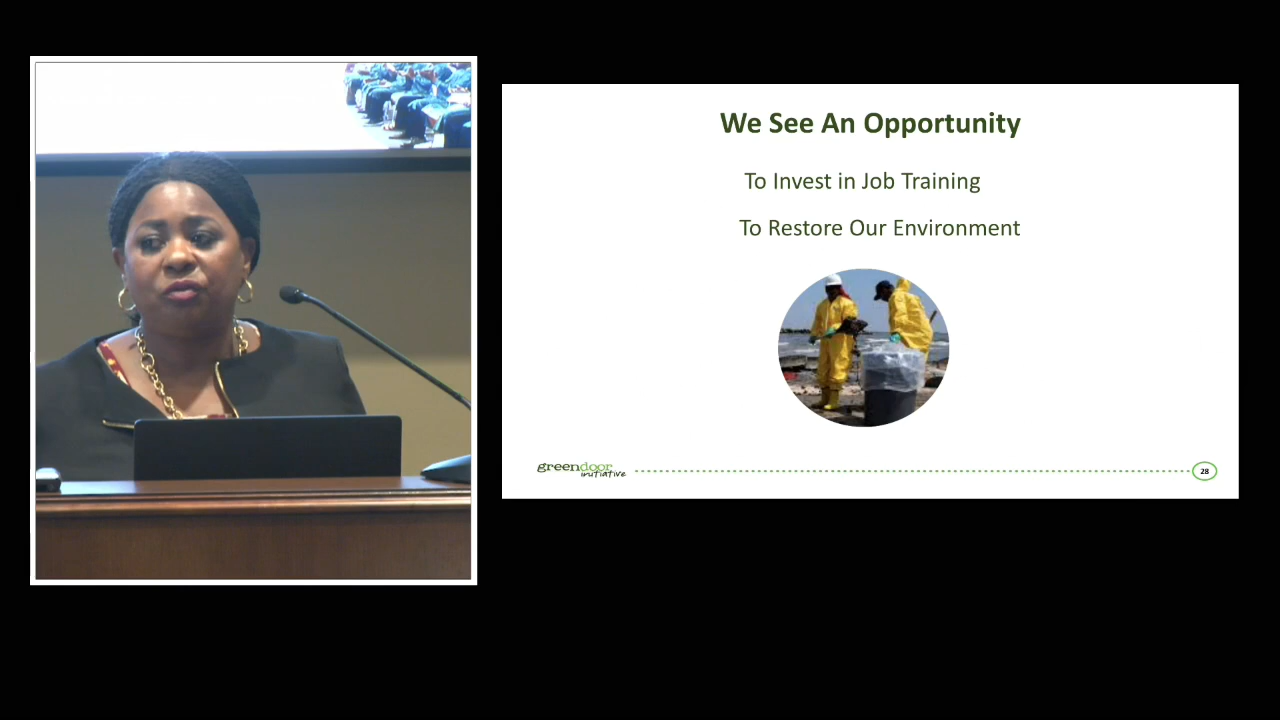 We See An Opportunity
To Invest in Job Training
To Restore Our Environment
greendoor
initiative
28